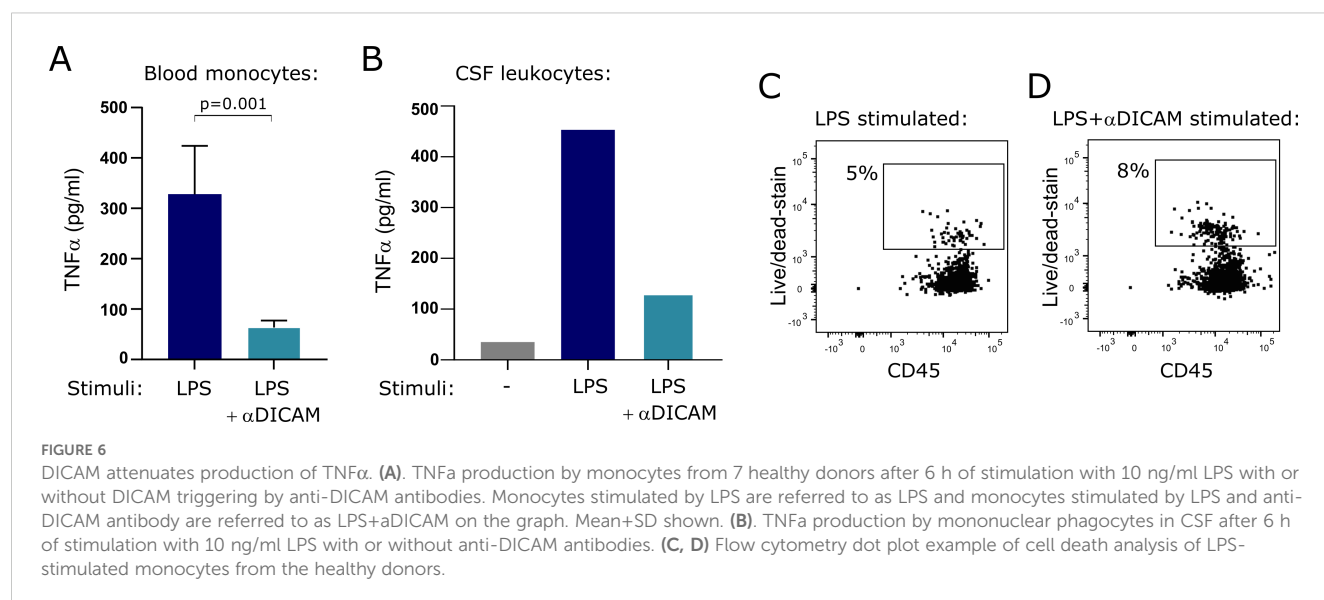 A
Blood monocytes:
p=0.001
500
400
300
200
100
0
TNFα (pg/ml)
Stimuli: LPS LPS
+ αDICAM
B
CSF leukocytes:
500
400
300
200
100
0
TNFα (pg/ml)
Stimuli: - LPS LPS
+ αDICAM
C
LPS stimulated:
5%
10^5
10^4
10^3
0
-10^3
Live/dead-stain
-10^3 0 10^3 10^4 10^5
CD45
D
LPS+αDICAM stimulated:
8%
10^5
10^4
10^3
0
-10^3
Live/dead-stain
-10^3 0 10^3 10^4 10^5
CD45
FIGURE 6
DICAM attenuates production of TNFα. (A). TNFa production by monocytes from 7 healthy donors after 6 h of stimulation with 10 ng/ml LPS with or
without DICAM triggering by anti-DICAM antibodies. Monocytes stimulated by LPS are referred to as LPS and monocytes stimulated by LPS and anti-
DICAM antibody are referred to as LPS+aDICAM on the graph. Mean+SD shown. (B). TNFa production by mononuclear phagocytes in CSF after 6 h
of stimulation with 10 ng/ml LPS with or without anti-DICAM antibodies. (C, D) Flow cytometry dot plot example of cell death analysis of LPS-
stimulated monocytes from the healthy donors.